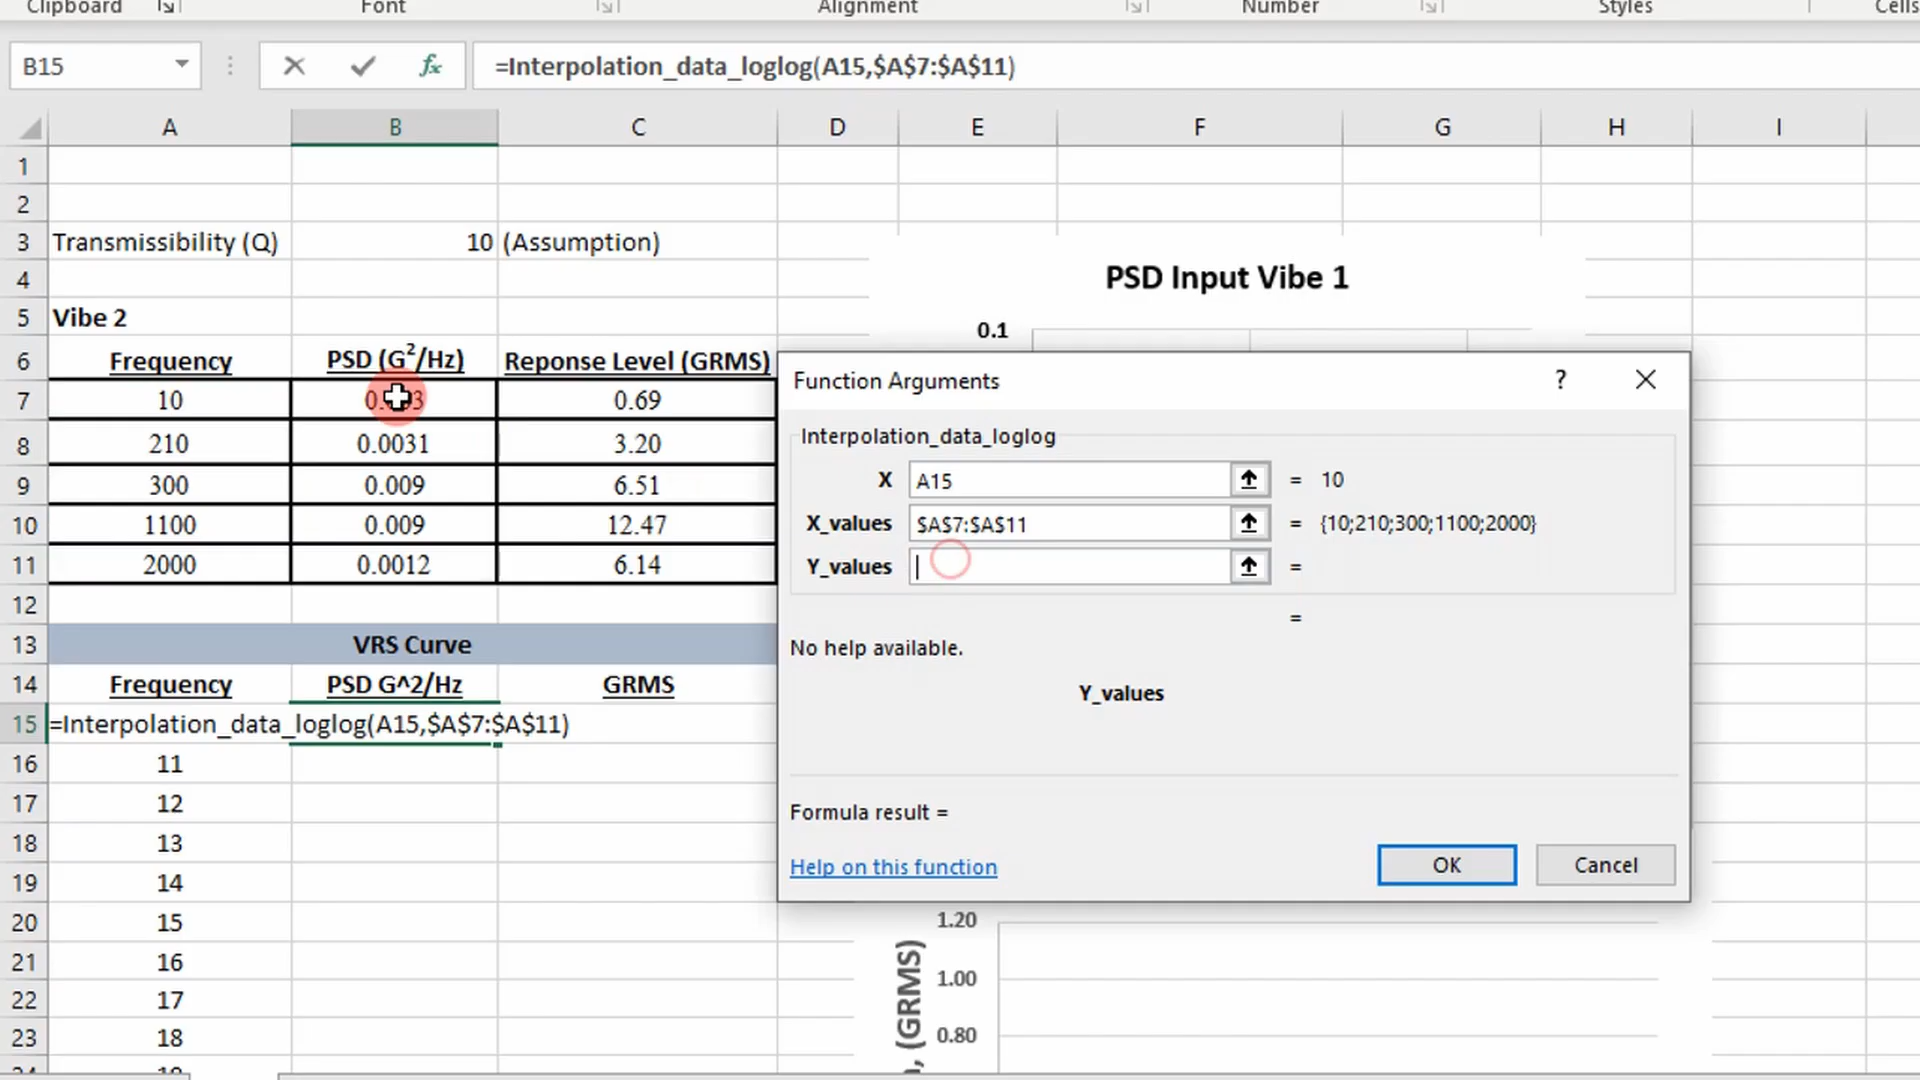 Clipboard Font Alignment Number Styles Cells
B15 fx =Interpolation_data_loglog(A15,$A$7:$A$11)
A B C D E F G H I
1
2
3 Transmissibility (Q) 10 (Assumption)
4
PSD Input Vibe 1
5 Vibe 2
0.1
6 Frequency PSD (G²/Hz) Reponse Level (GRMS)
7 10 0.69
8 210 0.0031 3.20
9 300 0.009 6.51
10 1100 0.009 12.47
11 2000 0.0012 6.14
12
13 VRS Curve
14 Frequency PSD G^2/Hz GRMS
15 =Interpolation_data_loglog(A15,$A$7:$A$11)
16 11
17 12
18 13
19 14
20 15
21 16
22 17
23 18
Function Arguments ? ×
Interpolation_data_loglog
X A15 = 10
X_values $A$7:$A$11 = {10;210;300;1100;2000}
Y_values =
=
No help available.
Y_values
Formula result =
Help on this function OK Cancel
1.20
1.00
0.80
(GRMS)